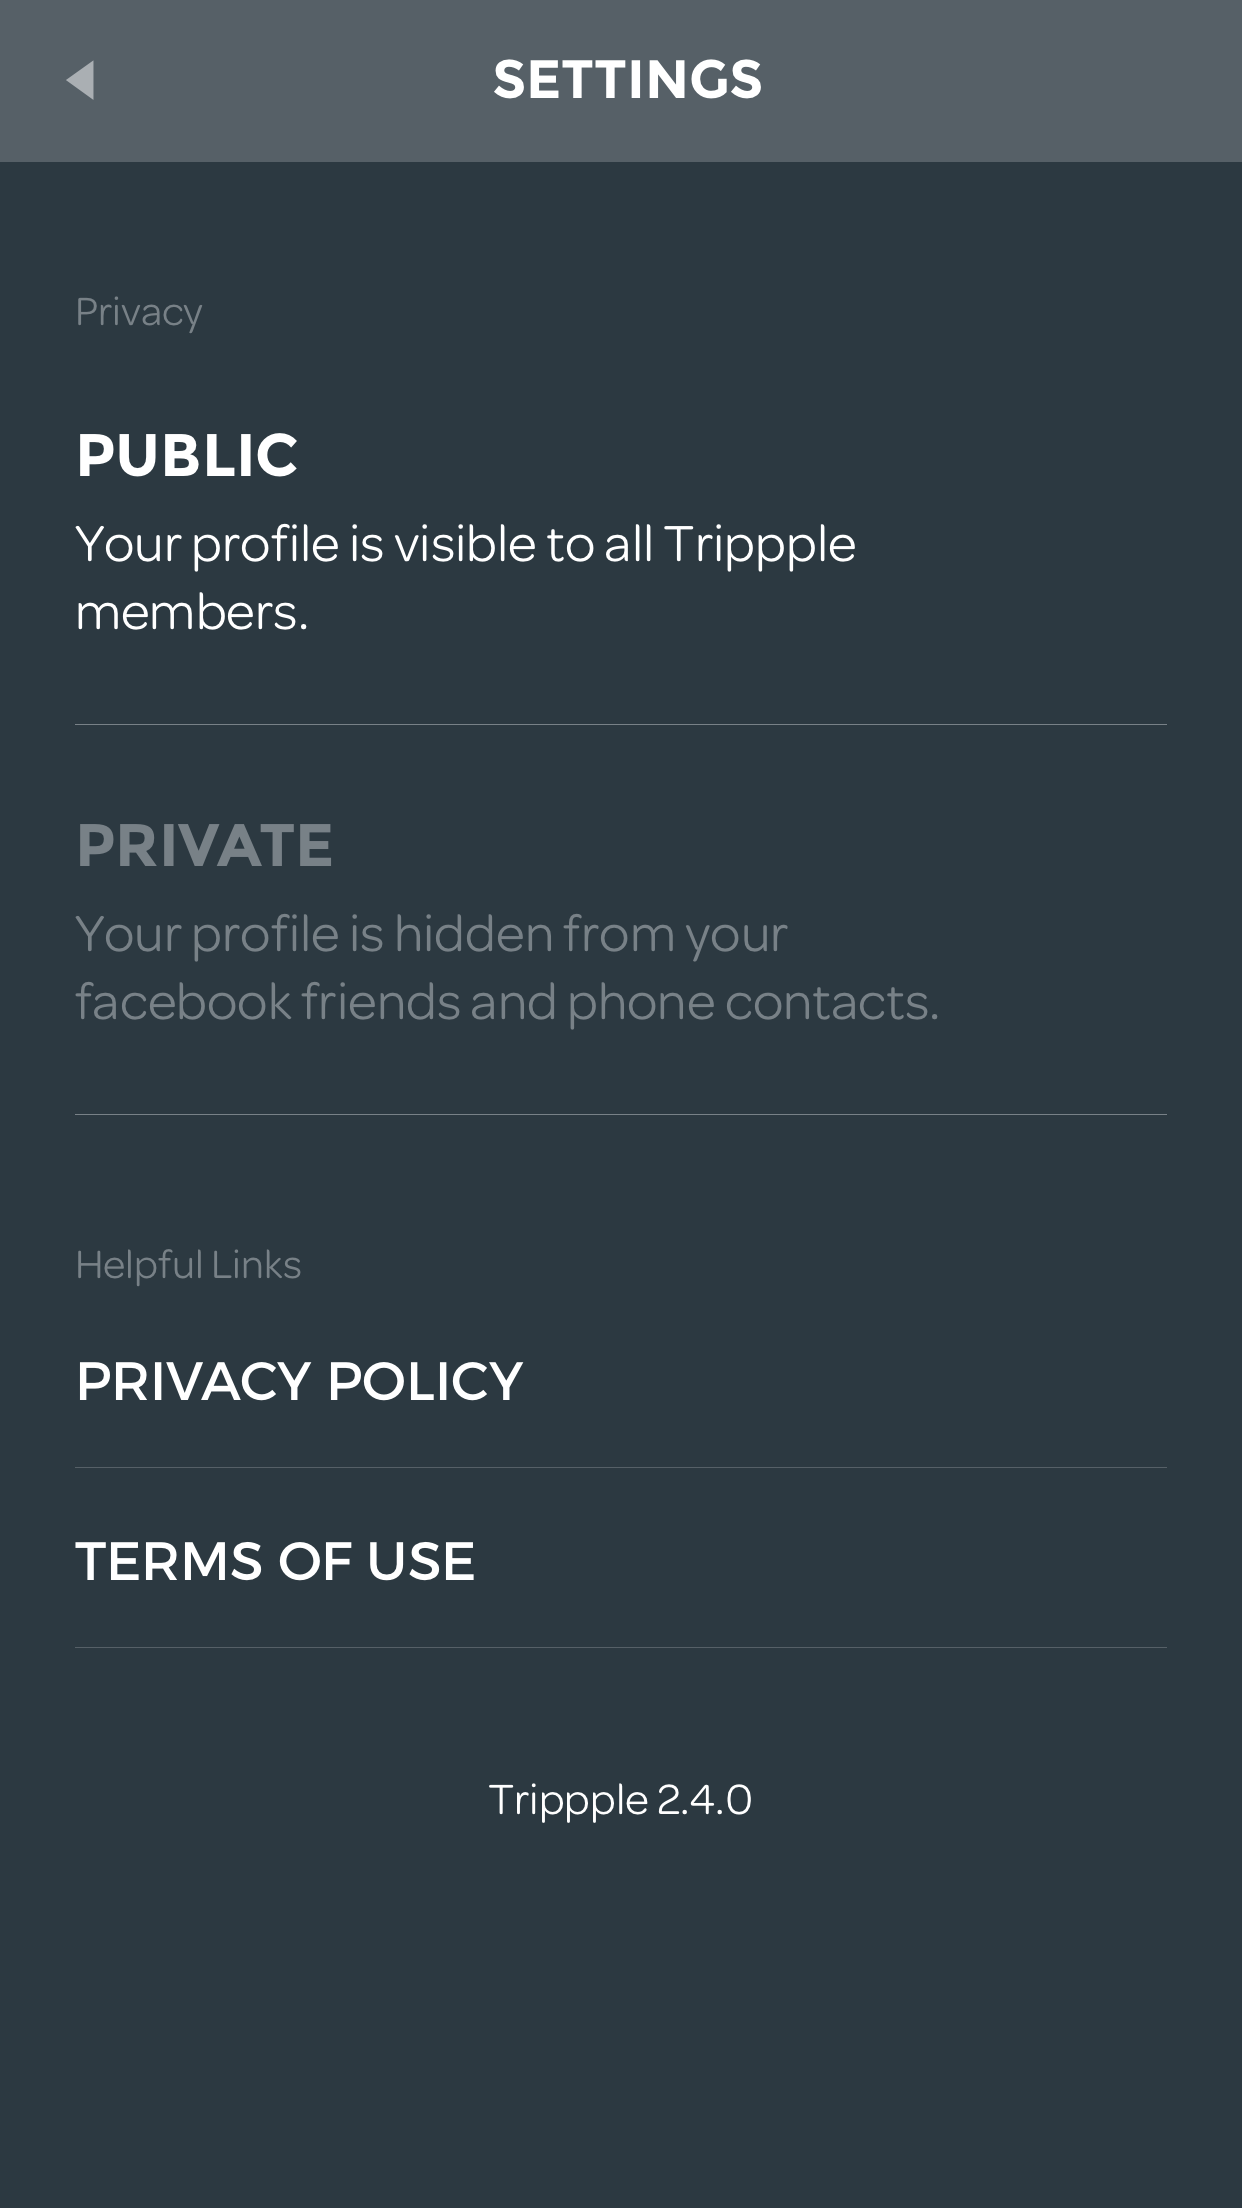 SETTINGS
Privacy
PUBLIC
Your profile is visible to all Trippple
members.
PRIVATE
Your profile is hidden from your
facebook friends and phone contacts.
Helpful Links
PRIVACY POLICY
TERMS OF USE
Trippple 2.4.0